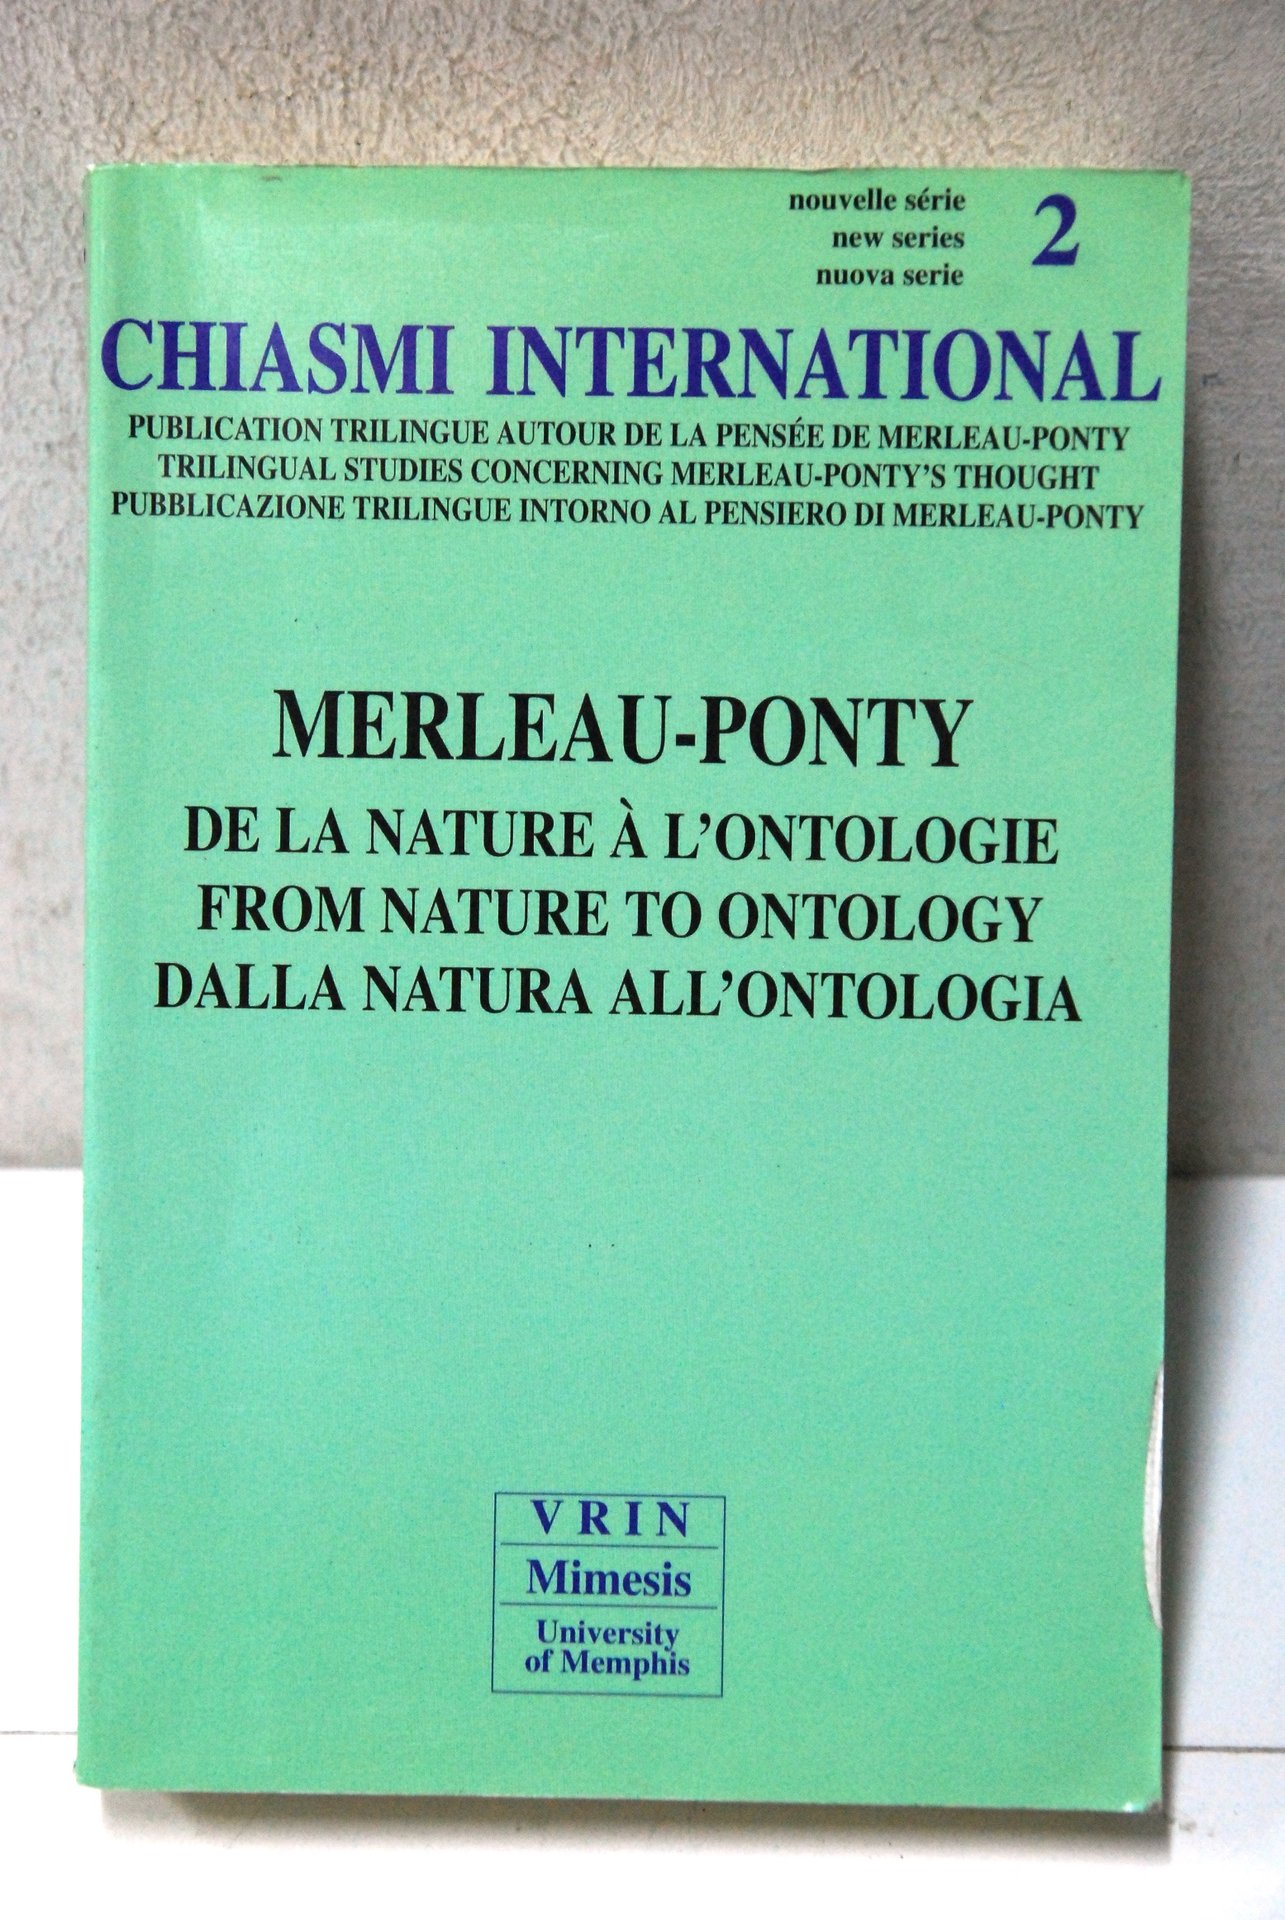 nouvelle série
new series
nuova serie
2
CHIASMI INTERNATIONAL
PUBLICATION TRILINGUE AUTOUR DE LA PENSÉE DE MERLEAU-PONTY
TRILINGUAL STUDIES CONCERNING MERLEAU-PONTY'S THOUGHT
PUBBLICAZIONE TRILINGUE INTORNO AL PENSIERO DI MERLEAU-PONTY
MERLEAU-PONTY
DE LA NATURE À L'ONTOLOGIE
FROM NATURE TO ONTOLOGY
DALLA NATURA ALL'ONTOLOGIA
VRIN
Mimesis
University
of Memphis